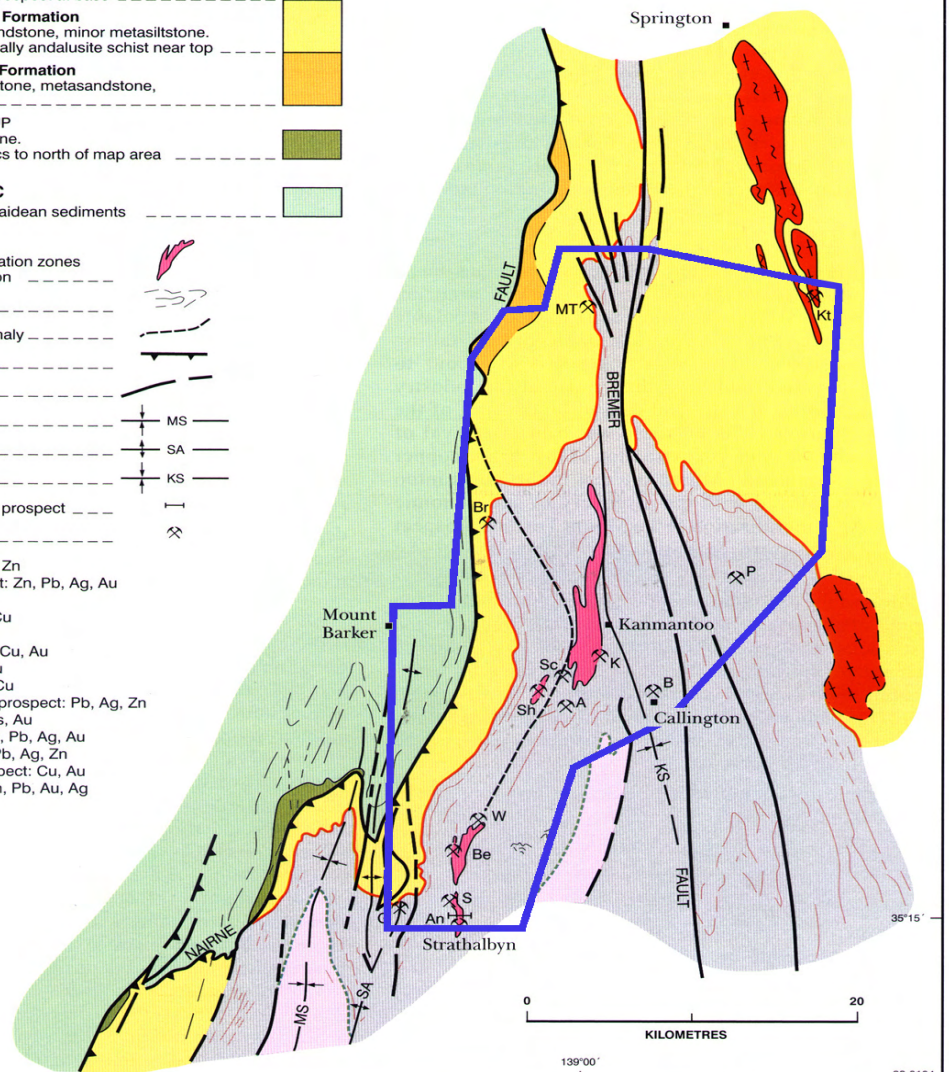 Formation
ndstone, minor metasiltstone.
ally andalusite schist near top
Formation
tone, metasandstone,
P
ne.
cs to north of map area
C
aidean sediments
ation zones
on
naly
MS
SA
KS
prospect
Zn
t: Zn, Pb, Ag, Au
Cu
Cu, Au
u
Cu
prospect: Pb, Ag, Zn
s, Au
, Pb, Ag, Au
Pb, Ag, Zn
pect: Cu, Au
n, Pb, Au, Ag
Springton
FAULT
MT
Kt
BREMER
Br
P
Mount
Barker
Kanmantoo
K
Sc
Sh
A
B
Callington
KS
W
Be
S
An
Strathalbyn
FAULT
NAIRNE
MS
SA
35°15´
0 20
KILOMETRES
139°00´